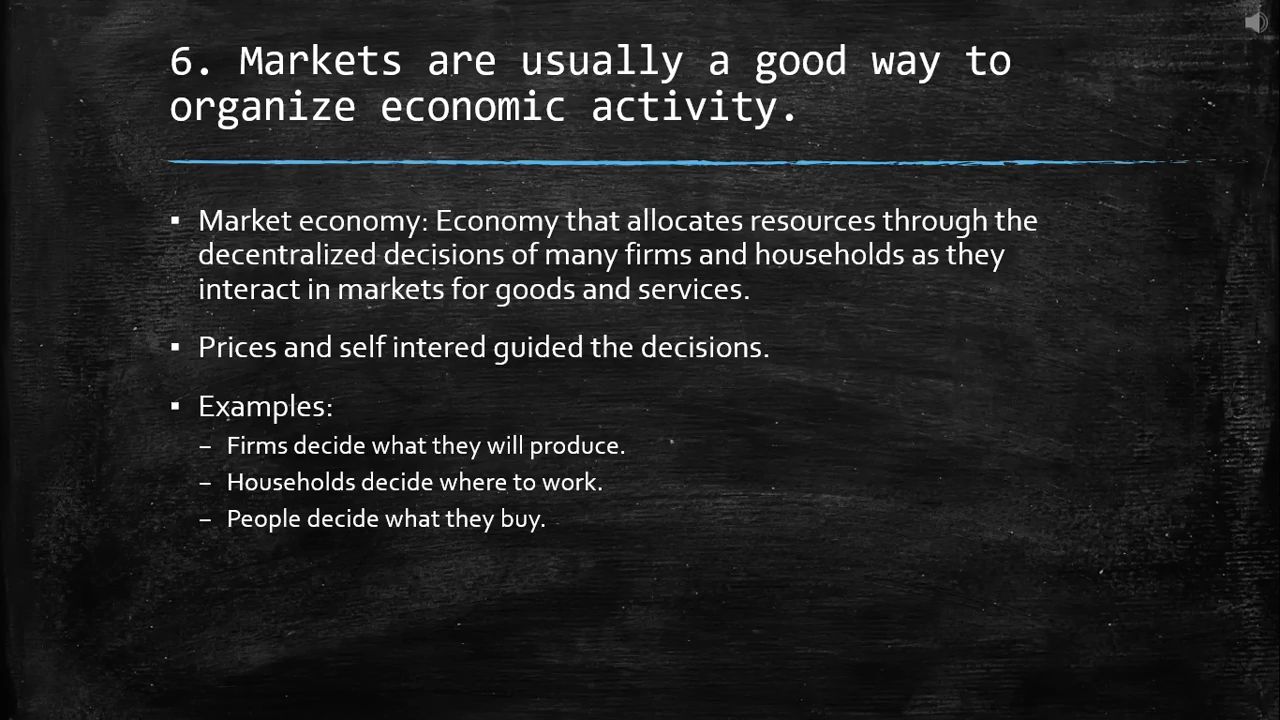 6. Markets are usually a good way to
organize economic activity.
▪ Market economy: Economy that allocates resources through the
decentralized decisions of many firms and households as they
interact in markets for goods and services.
▪ Prices and self intered guided the decisions.
▪ Examples:
– Firms decide what they will produce.
– Households decide where to work.
– People decide what they buy.